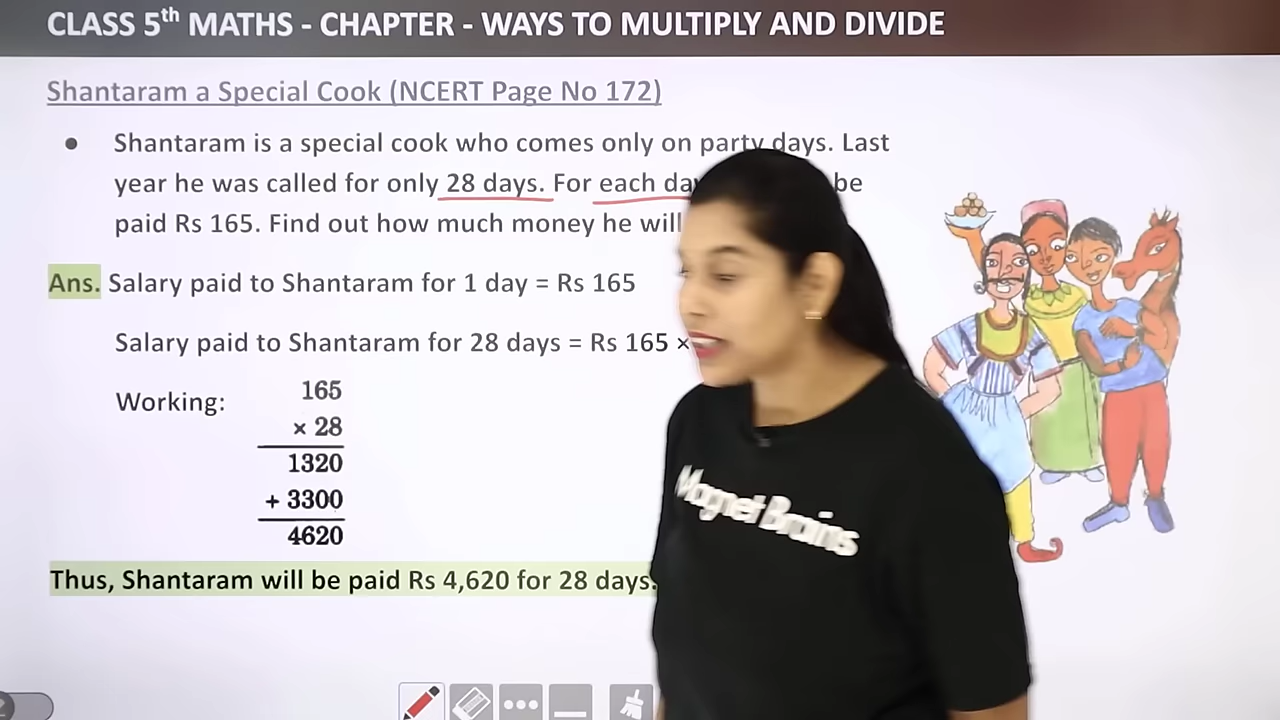 CLASS 5th MATHS - CHAPTER - WAYS TO MULTIPLY AND DIVIDE
Shantaram a Special Cook (NCERT Page No 172)
• Shantaram is a special cook who comes only on party days. Last
year he was called for only 28 days. For each be
paid Rs 165. Find out how much money he will
Ans. Salary paid to Shantaram for 1 day = Rs 165
Salary paid to Shantaram for 28 days = Rs 165 ×
Working:
165
× 28
1320
+ 3300
4620
Thus, Shantaram will be paid Rs 4,620 for 28 days.
Magnet Brains